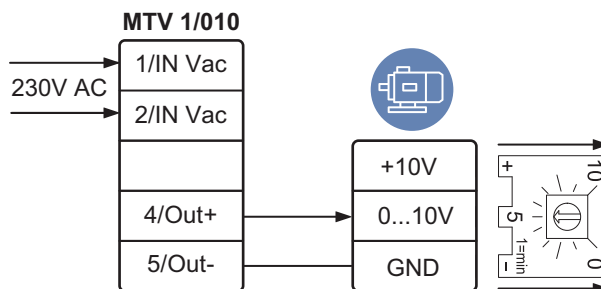 MTV 1/010
1/IN Vac
230V AC
2/IN Vac
4/Out+
5/Out-
+10V
0...10V
GND
+ 10
5
1=min
- 0